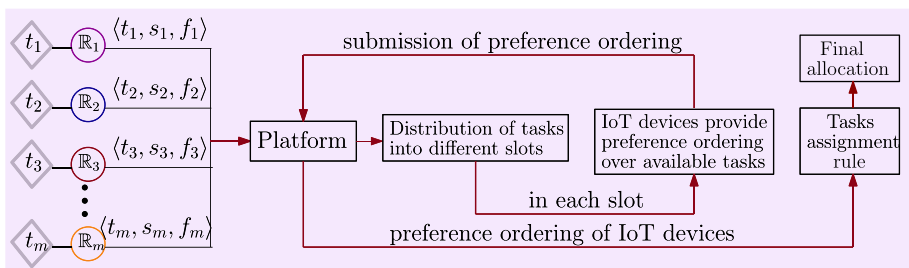 t₁ ℝ₁ ⟨t₁, s₁, f₁⟩
t₂ ℝ₂ ⟨t₂, s₂, f₂⟩
t₃ ℝ₃ ⟨t₃, s₃, f₃⟩
tₘ ℝₘ ⟨tₘ, sₘ, fₘ⟩
submission of preference ordering
Platform
Distribution of tasks
into different slots
IoT devices provide
preference ordering
over available tasks
in each slot
preference ordering of IoT devices
Tasks
assignment
rule
Final
allocation